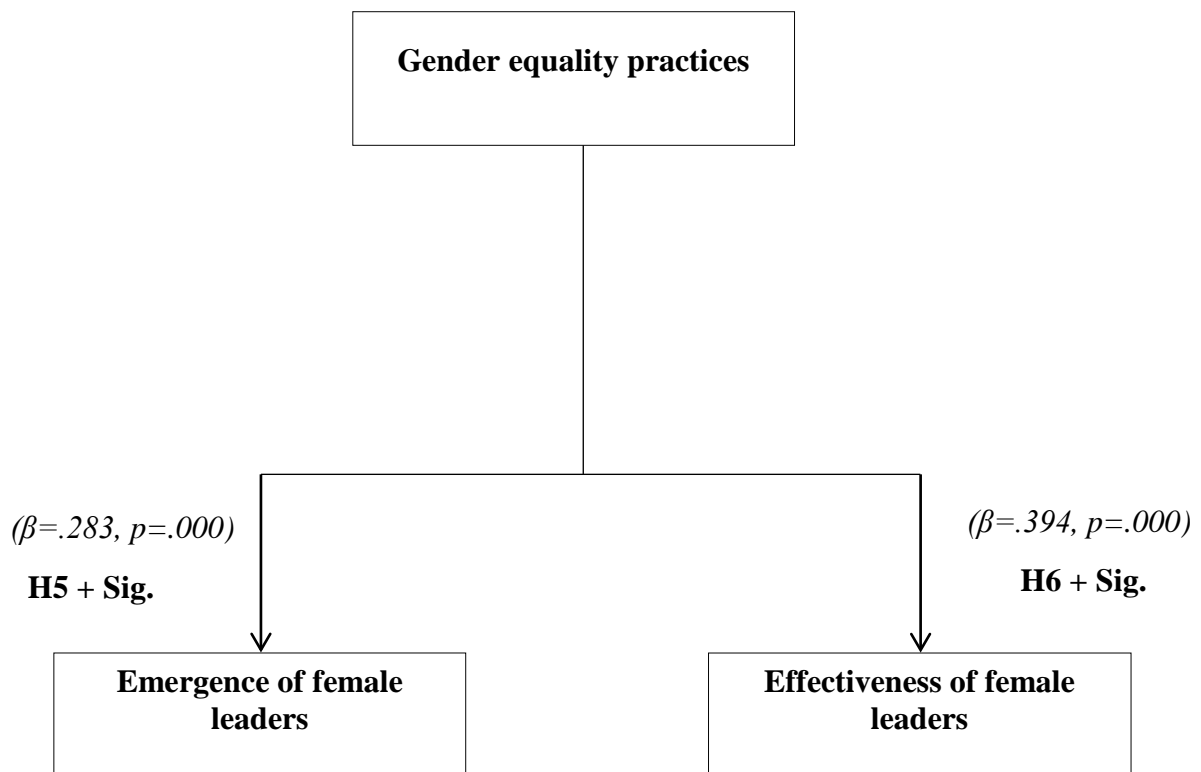 Gender equality practices
(β=.283, p=.000)
H5 + Sig.
(β=.394, p=.000)
H6 + Sig.
Emergence of female
leaders
Effectiveness of female
leaders